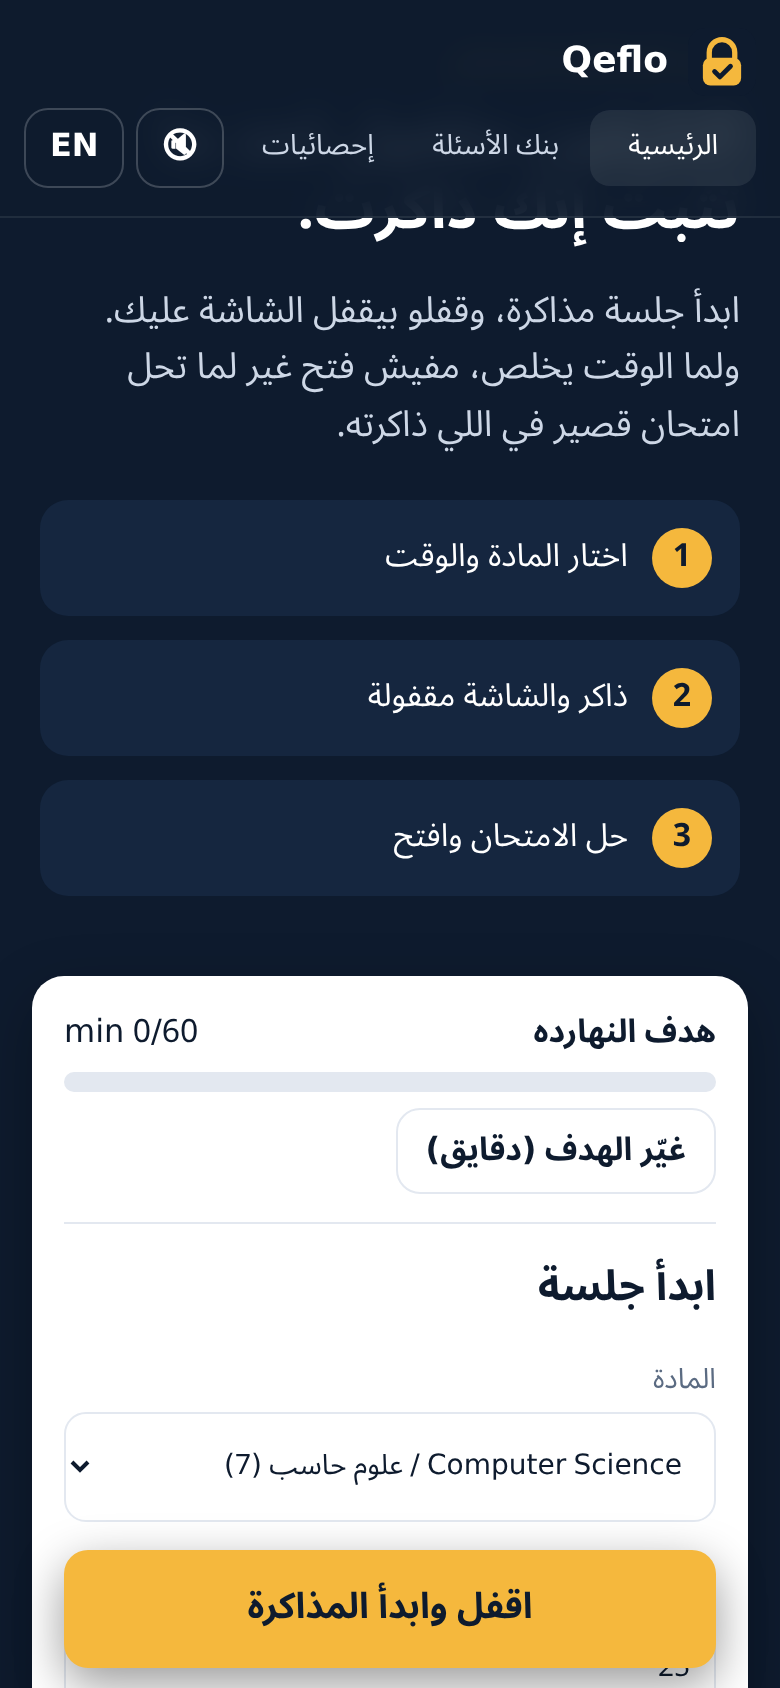 Qeflo
الرئيسية
بنك الأسئلة
إحصائيات
EN
تثبت إنك ذاكرت.
ابدأ جلسة مذاكرة، وقفلو بيقفل الشاشة عليك.
ولما الوقت يخلص، مفيش فتح غير لما تحل
امتحان قصير في اللي ذاكرته.
1 اختار المادة والوقت
2 ذاكر والشاشة مقفولة
3 حل الامتحان وافتح
هدف النهارده
min 0/60
غيّر الهدف (دقايق)
ابدأ جلسة
المادة
Computer Science / علوم حاسب (7)
اقفل وابدأ المذاكرة